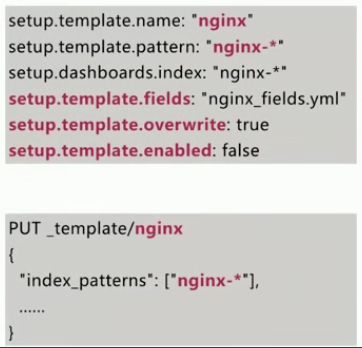 setup.template.name: "nginx"
setup.template.pattern: "nginx-*"
setup.dashboards.index: "nginx-*"
setup.template.fields: "nginx_fields.yml"
setup.template.overwrite: true
setup.template.enabled: false
PUT _template/nginx
{
"index_patterns": ["nginx-*"],
......
}